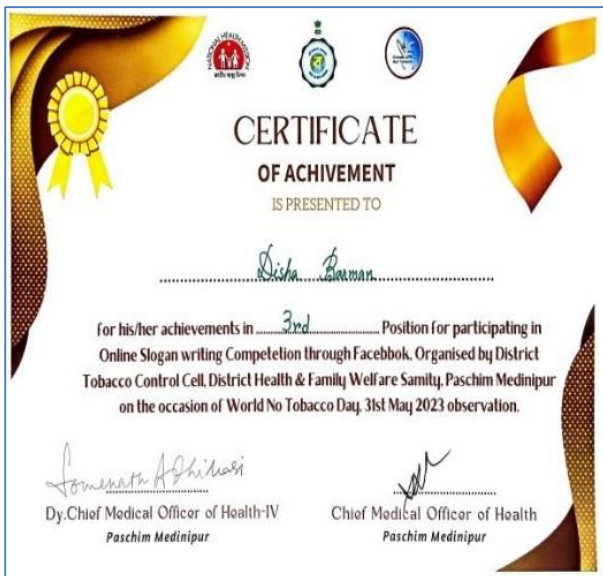 NATIONAL HEALTH MISSION
CERTIFICATE
OF ACHIVEMENT
IS PRESENTED TO
Disha Barman
for his/her achievements in 3rd Position for participating in
Online Slogan writing Competetion through Facebbok, Organised by District
Tobacco Control Cell, District Health & Family Welfare Samity, Paschim Medinipur
on the occasion of World No Tobacco Day, 31st May 2023 observation.
Somenath Adhikari
Dy.Chief Medical Officer of Health-IV
Paschim Medinipur
Chief Medical Officer of Health
Paschim Medinipur